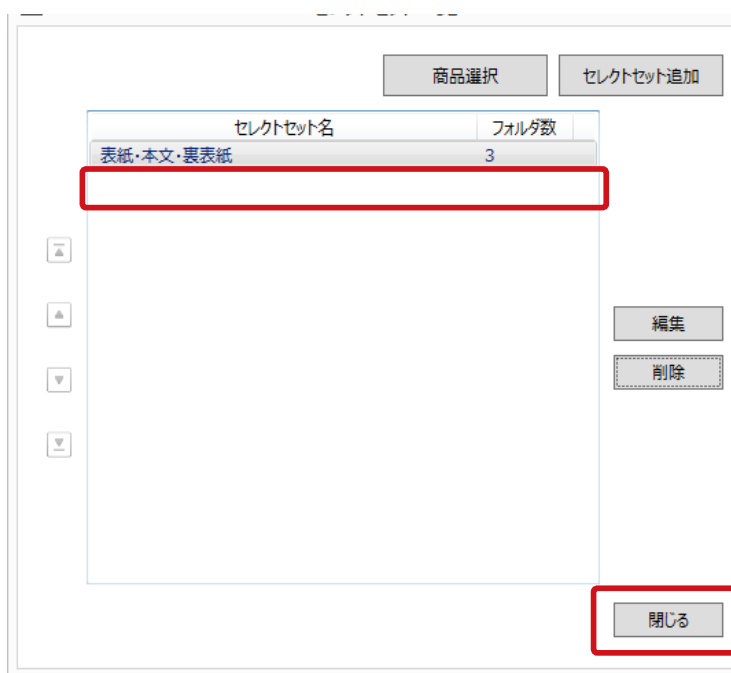 商品選択 セレクトセット追加
セレクトセット名 フォルダ数
表紙・本文・裏表紙 3
編集
削除
閉じる